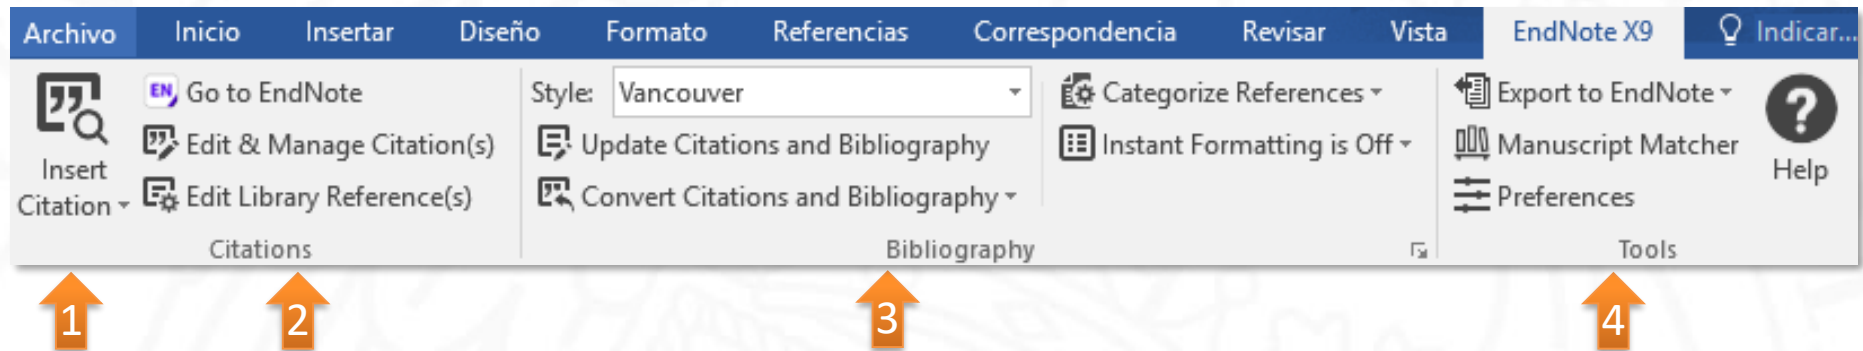 Archivo Inicio Insertar Diseño Formato Referencias Correspondencia Revisar Vista EndNote X9 Indicar...
Insert
Citation
EN Go to EndNote
Edit & Manage Citation(s)
Edit Library Reference(s)
Citations
Style: Vancouver
Update Citations and Bibliography
Convert Citations and Bibliography
Categorize References
Instant Formatting is Off
Bibliography
Export to EndNote
Manuscript Matcher
Preferences
Help
Tools
1
2
3
4